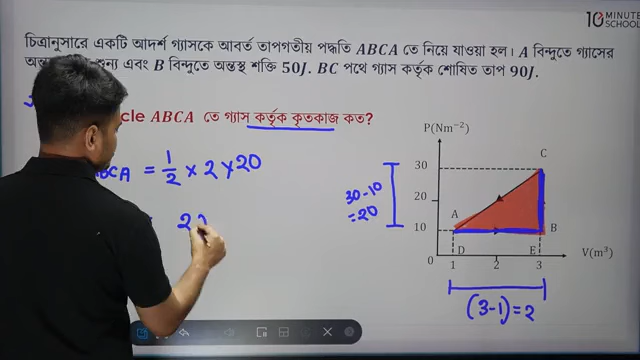 10 MINUTE SCHOOL
চিত্রানুসারে একটি আদর্শ গ্যাসকে আবর্ত তাপগতীয় পদ্ধতি ABCA তে নিয়ে যাওয়া হল। A বিন্দুতে গ্যাসের
শূন্য এবং B বিন্দুতে অন্তস্থ শক্তি 50J. BC পথে গ্যাস কর্তৃক শোষিত তাপ 90J.
cle ABCA তে গ্যাস কর্তৃক কৃতকাজ কত?
BCA = 1/2 × 2 × 20
P(Nm⁻²)
C
30
30-10
=20
20
A
10
B
D
E
V(m³)
0
1
2
3
(3-1)=2